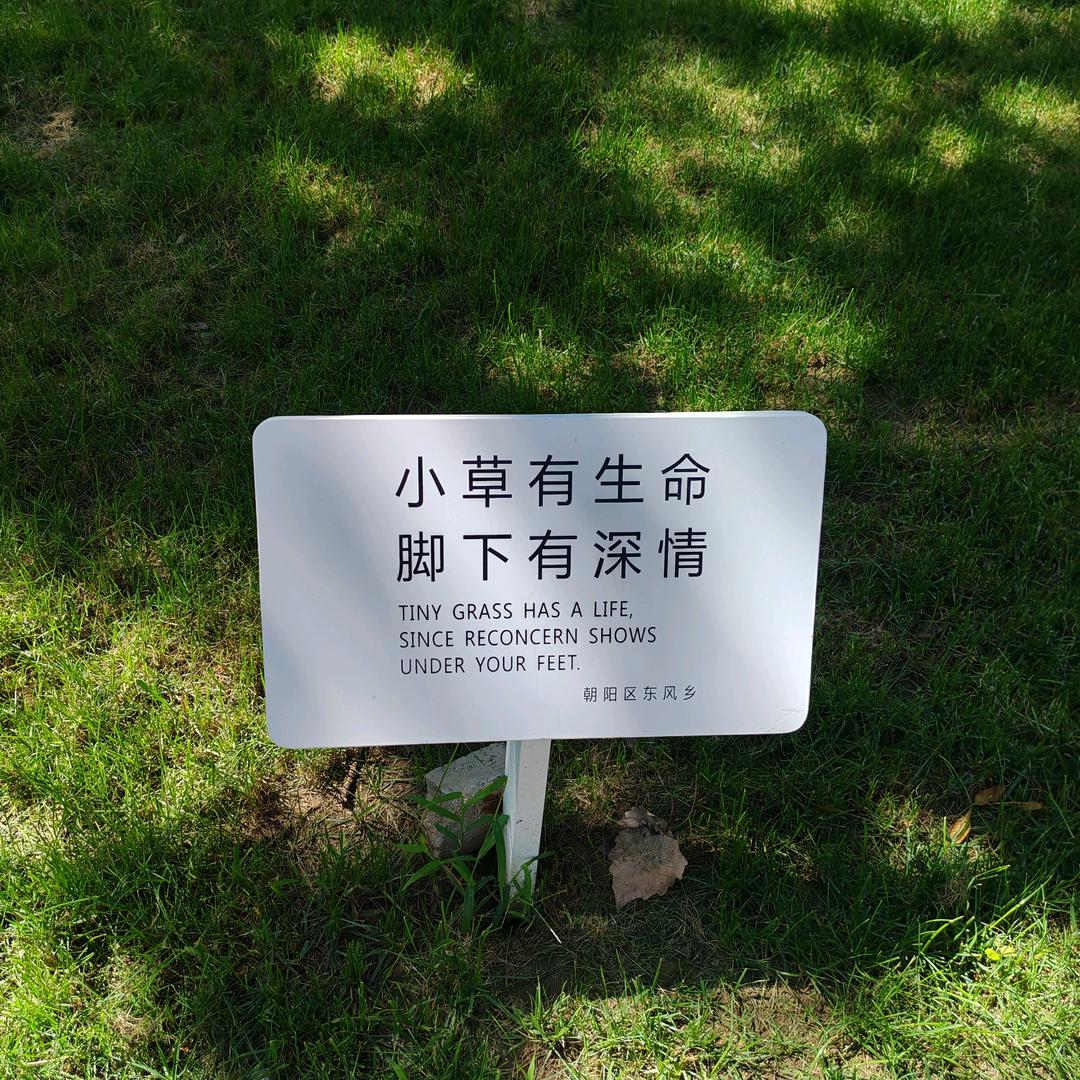 小草有生命
脚下有深情
TINY GRASS HAS A LIFE,
SINCE RECONCERN SHOWS
UNDER YOUR FEET.
朝阳区东风乡